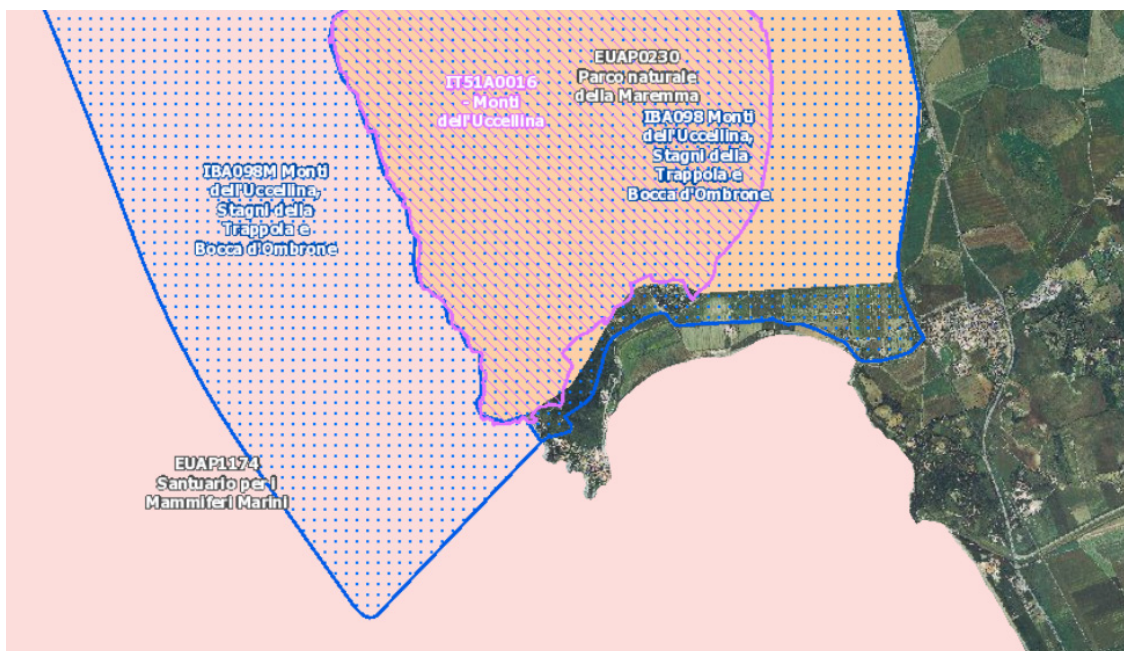 EUAP0230
Parco naturale
della Maremma
IT51A0016
- Monti
dell'Uccellina
IBA098 Monti
dell'Uccellina,
Stagni della
Trappola e
Bocca d'Ombrone
IBA098M Monti
dell'Uccellina,
Stagni della
Trappola e
Bocca d'Ombrone
EUAP1174
Santuario per i
Mammiferi Marini